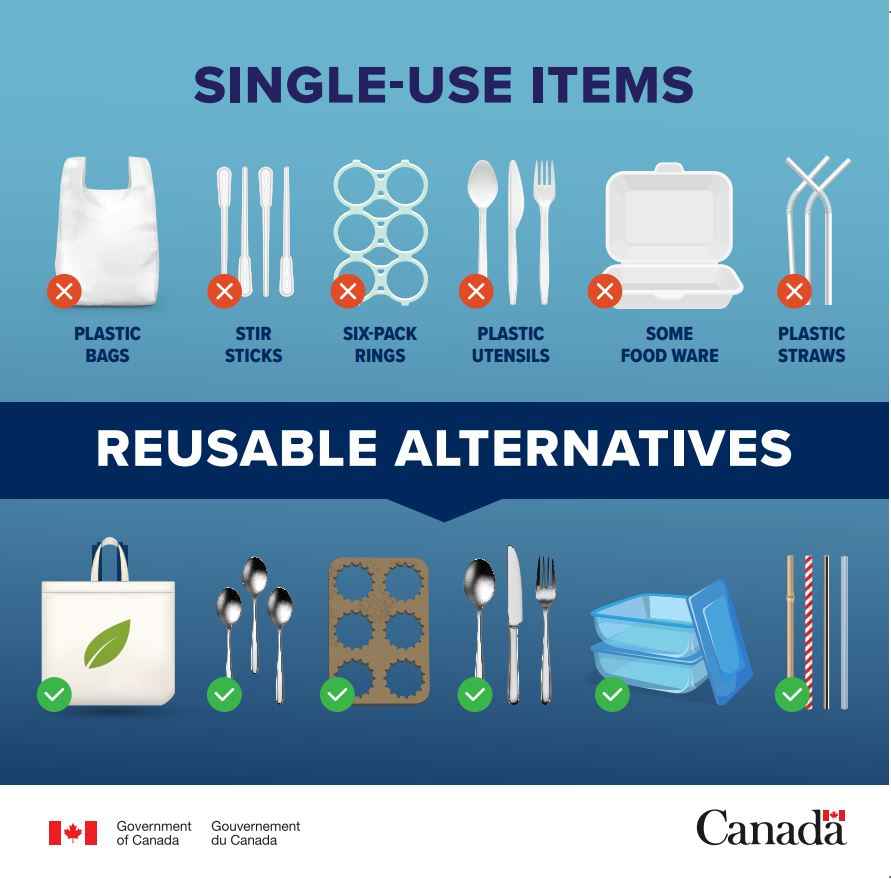 SINGLE-USE ITEMS
PLASTIC
BAGS
STIR
STICKS
SIX-PACK
RINGS
PLASTIC
UTENSILS
SOME
FOOD WARE
PLASTIC
STRAWS
REUSABLE ALTERNATIVES
Government
of Canada
Gouvernement
du Canada
Canada